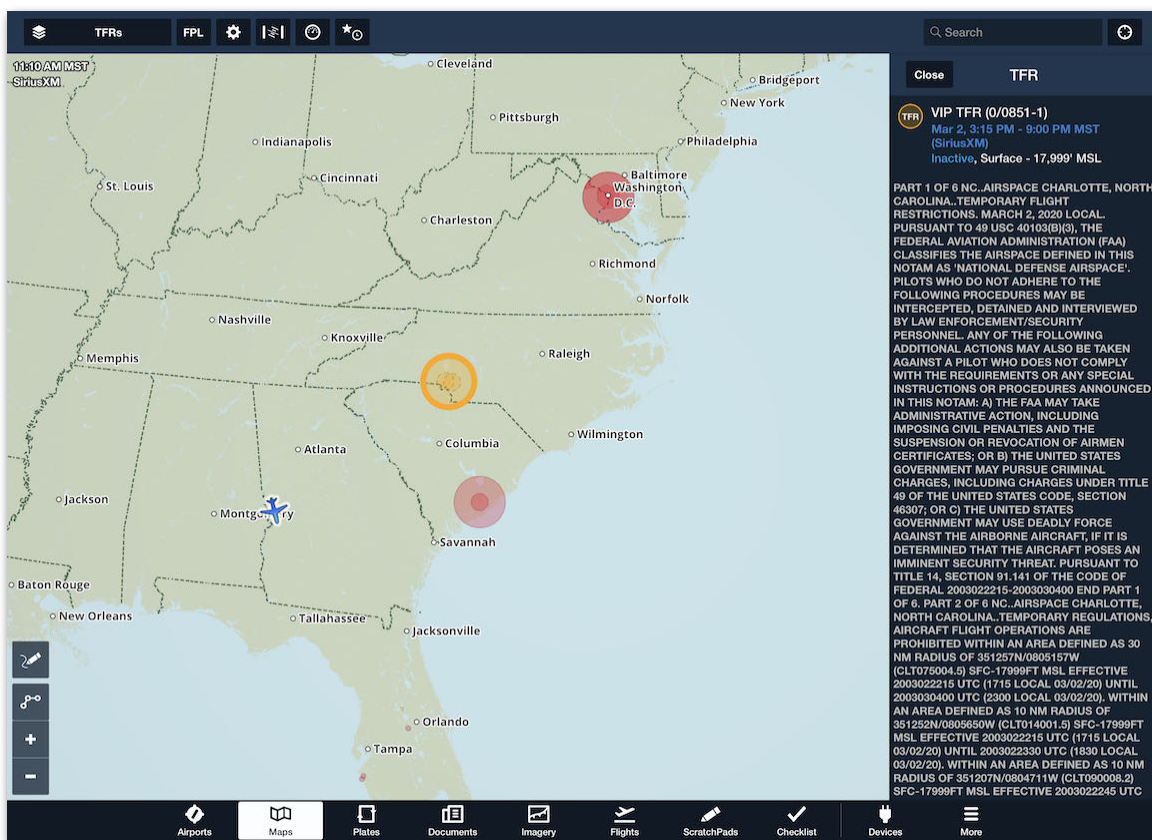 TFRs
FPL
Search
11:10 AM MST
SiriusXM
Cleveland
Bridgeport
New York
Pittsburgh
Indianapolis
Philadelphia
Cincinnati
St. Louis
Baltimore
Washington
D.C.
Charleston
Richmond
Norfolk
Nashville
Knoxville
Raleigh
Memphis
Columbia
Wilmington
Atlanta
Jackson
Savannah
Baton Rouge
New Orleans
Tallahassee
Jacksonville
Orlando
Tampa
Close
TFR
TFR
VIP TFR (0/0851-1)
Mar 2, 3:15 PM - 9:00 PM MST
(SiriusXM)
Inactive, Surface - 17,999' MSL
PART 1 OF 6 NC..AIRSPACE CHARLOTTE, NORTH
CAROLINA..TEMPORARY FLIGHT
RESTRICTIONS. MARCH 2, 2020 LOCAL.
PURSUANT TO 49 USC 40103(B)(3), THE
FEDERAL AVIATION ADMINISTRATION (FAA)
CLASSIFIES THE AIRSPACE DEFINED IN THIS
NOTAM AS 'NATIONAL DEFENSE AIRSPACE'.
PILOTS WHO DO NOT ADHERE TO THE
FOLLOWING PROCEDURES MAY BE
INTERCEPTED, DETAINED AND INTERVIEWED
BY LAW ENFORCEMENT/SECURITY
PERSONNEL. ANY OF THE FOLLOWING
ADDITIONAL ACTIONS MAY ALSO BE TAKEN
AGAINST A PILOT WHO DOES NOT COMPLY
WITH THE REQUIREMENTS OR ANY SPECIAL
INSTRUCTIONS OR PROCEDURES ANNOUNCED
IN THIS NOTAM: A) THE FAA MAY TAKE
ADMINISTRATIVE ACTION, INCLUDING
IMPOSING CIVIL PENALTIES AND THE
SUSPENSION OR REVOCATION OF AIRMEN
CERTIFICATES; OR B) THE UNITED STATES
GOVERNMENT MAY PURSUE CRIMINAL
CHARGES, INCLUDING CHARGES UNDER TITLE
49 OF THE UNITED STATES CODE, SECTION
46307; OR C) THE UNITED STATES
GOVERNMENT MAY USE DEADLY FORCE
AGAINST THE AIRBORNE AIRCRAFT, IF IT IS
DETERMINED THAT THE AIRCRAFT POSES AN
IMMINENT SECURITY THREAT. PURSUANT TO
TITLE 14, SECTION 91.141 OF THE CODE OF
FEDERAL 2003022215-2003030400 END PART 1
OF 6. PART 2 OF 6 NC..AIRSPACE CHARLOTTE,
NORTH CAROLINA..TEMPORARY REGULATIONS,
AIRCRAFT FLIGHT OPERATIONS ARE
PROHIBITED WITHIN AN AREA DEFINED AS 30
NM RADIUS OF 351257N/0805157W
(CLT075004.5) SFC-17999FT MSL EFFECTIVE
2003022215 UTC (1715 LOCAL 03/02/20) UNTIL
2003030400 UTC (2300 LOCAL 03/02/20). WITHIN
AN AREA DEFINED AS 10 NM RADIUS OF
351252N/0805650W (CLT014001.5) SFC-17999FT
MSL EFFECTIVE 2003022215 UTC (1715 LOCAL
03/02/20) UNTIL 2003022330 UTC (1830 LOCAL
03/02/20). WITHIN AN AREA DEFINED AS 10 NM
RADIUS OF 351207N/0804711W (CLT090008.2)
SFC-17999FT MSL EFFECTIVE 2003022245 UTC
Airports
Maps
Plates
Documents
Imagery
Flights
ScratchPads
Checklist
Devices
More